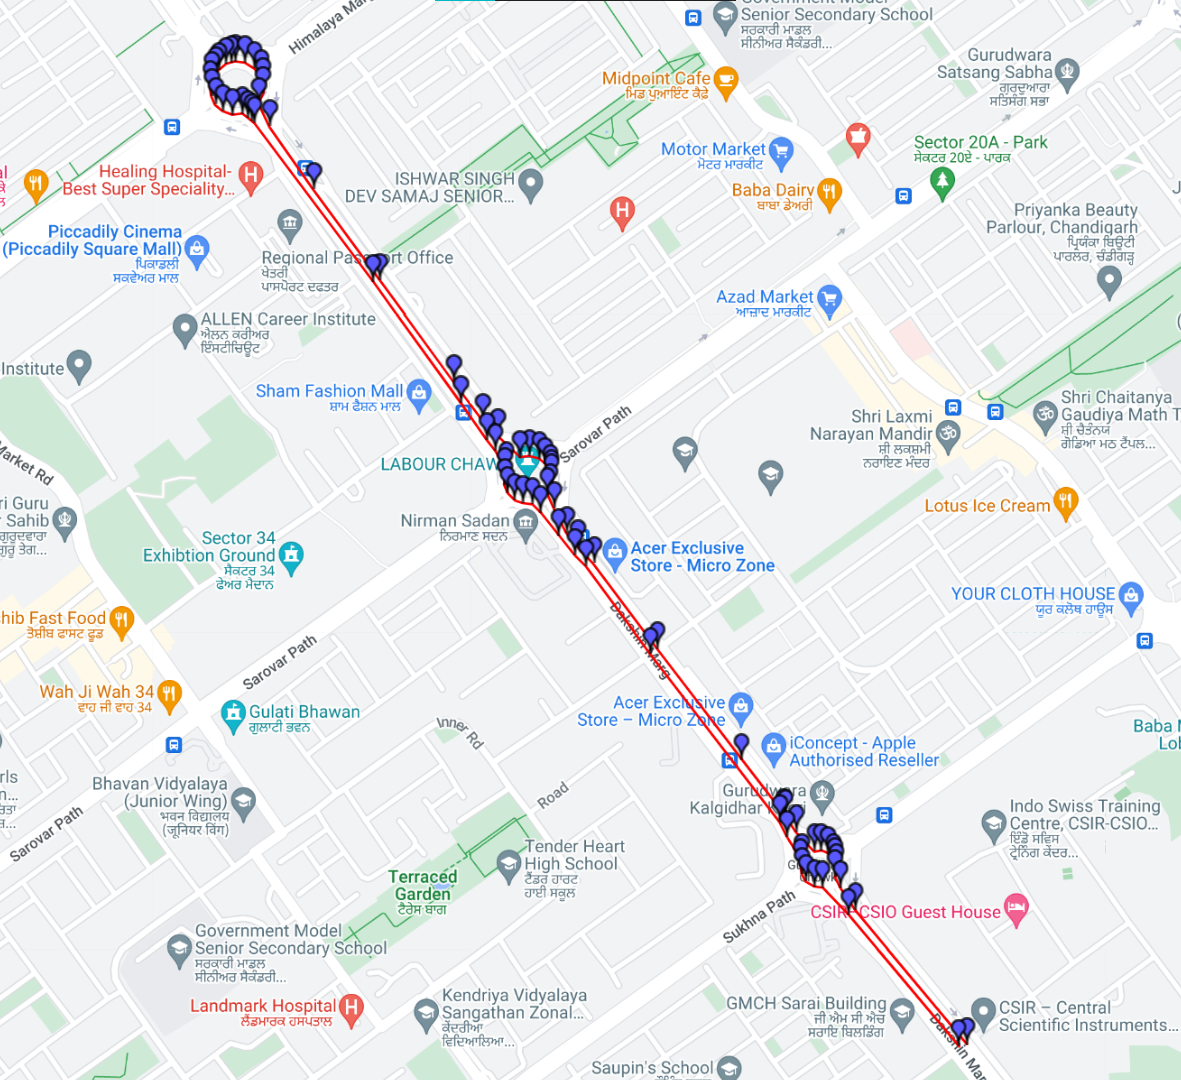 Himalaya Marg
Government Model
Senior Secondary School
ਸਰਕਾਰੀ ਮਾਡਲ
ਸੀਨੀਅਰ ਸੈਕੰਡਰੀ...
Gurudwara
Satsang Sabha
ਗੁਰਦੁਆਰਾ
ਸਤਿਸੰਗ ਸਭਾ
Midpoint Cafe
ਮਿਡ ਪੁਆਇੰਟ ਕੈਫੇ
Motor Market
ਮੋਟਰ ਮਾਰਕੀਟ
Sector 20A - Park
ਸੇਕਟਰ 20ਏ - ਪਾਰਕ
Healing Hospital-
Best Super Speciality...
ISHWAR SINGH
DEV SAMAJ SENIOR...
Baba Dairy
ਬਾਬਾ ਡੇਅਰੀ
Priyanka Beauty
Parlour, Chandigarh
ਪ੍ਰਿਯੰਕਾ ਬਿਊਟੀ
ਪਾਰਲਰ, ਚੰਡੀਗੜ੍ਹ
Piccadily Cinema
(Piccadily Square Mall)
ਪਿਕਾਡਲੀ
ਸਕਵੇਅਰ ਮਾਲ
Regional Passport Office
ਖੇਤਰੀ
ਪਾਸਪੋਰਟ ਦਫਤਰ
Azad Market
ਆਜ਼ਾਦ ਮਾਰਕੀਟ
ALLEN Career Institute
ਐਲਨ ਕਰੀਅਰ
ਇੰਸਟੀਚਿਊਟ
Institute
Sham Fashion Mall
ਸ਼ਾਮ ਫੈਸ਼ਨ ਮਾਲ
Shri Chaitanya
Gaudiya Math T
ਸ਼੍ਰੀ ਚੈਤੰਨਯ
ਗੌਡਿਆ ਮਠ ਟੈਂਪਲ...
Shri Laxmi
Narayan Mandir
ਸ਼੍ਰੀ ਲਕਸ਼ਮੀ
ਨਰਾਇਣ ਮੰਦਰ
Sarovar Path
Market Rd
LABOUR CHAW
ri Guru
Sahib
Nirman Sadan
ਨਿਰਮਾਣ ਸਦਨ
Lotus Ice Cream
Sector 34
Exhibtion Ground
ਸੈਕਟਰ 34
ਫੇਅਰ ਮੈਦਾਨ
Acer Exclusive
Store - Micro Zone
YOUR CLOTH HOUSE
ਯੂਰ ਕਲੋਥ ਹਾਊਸ
hib Fast Food
ਤੋਸ਼ੀਬ ਫਾਸਟ ਫੂਡ
Dakshin Marg
Sarovar Path
Wah Ji Wah 34
ਵਾਹ ਜੀ ਵਾਹ 34
Gulati Bhawan
ਗੁਲਾਟੀ ਭਵਨ
Acer Exclusive
Store – Micro Zone
Inner Rd
iConcept - Apple
Authorised Reseller
Baba
Bhavan Vidyalaya
(Junior Wing)
ਭਵਨ ਵਿਦਿਆਲਯ
(ਜੂਨਿਯਰ ਵਿੰਗ)
Road
Gurudwara
Kalgidhar
Indo Swiss Training
Centre, CSIR-CSIO...
ਇੰਡੋ ਸਵਿਸ
ਟ੍ਰੇਨਿੰਗ ਕੇਂਦਰ...
Sarovar Path
Tender Heart
High School
ਟੈਂਡਰ ਹਾਰਟ
ਹਾਈ ਸਕੂਲ
Terraced
Garden
ਟੈਰੇਸ ਬਾਗ
Sukhna Path
CSIR-CSIO Guest House
Government Model
Senior Secondary School
ਸਰਕਾਰੀ ਮਾਡਲ
ਸੀਨੀਅਰ ਸੈਕੰਡਰੀ...
Landmark Hospital
ਲੈਂਡਮਾਰਕ ਹਸਪਤਾਲ
Kendriya Vidyalaya
Sangathan Zonal...
ਕੇਂਦਰੀਆ
ਵਿਦਿਆਲਿਆ...
GMCH Sarai Building
ਜੀ ਐਮ ਸੀ ਐਚ
ਸਰਾਇ ਬਿਲਡਿੰਗ
CSIR – Central
Scientific Instruments...
Dakshin Mar
Saupin's School